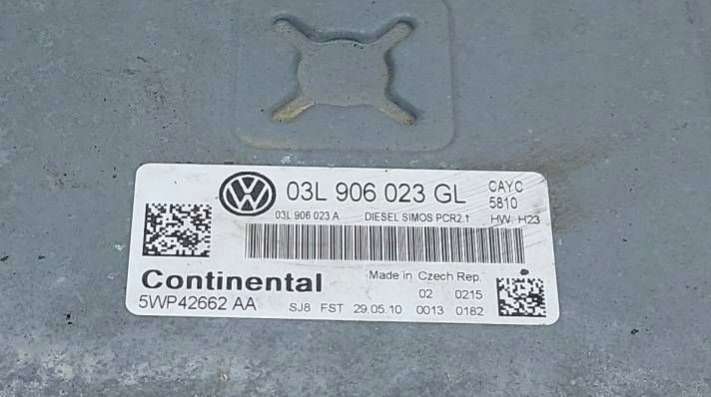 03L 906 023 GL CAYC
5810
03L 906 023 A DIESEL SIMOS PCR2.1 HW: H23
Continental Made in Czech Rep.
02 0215
5WP42662 AA SJ8 FST 29.05.10 0013 0182